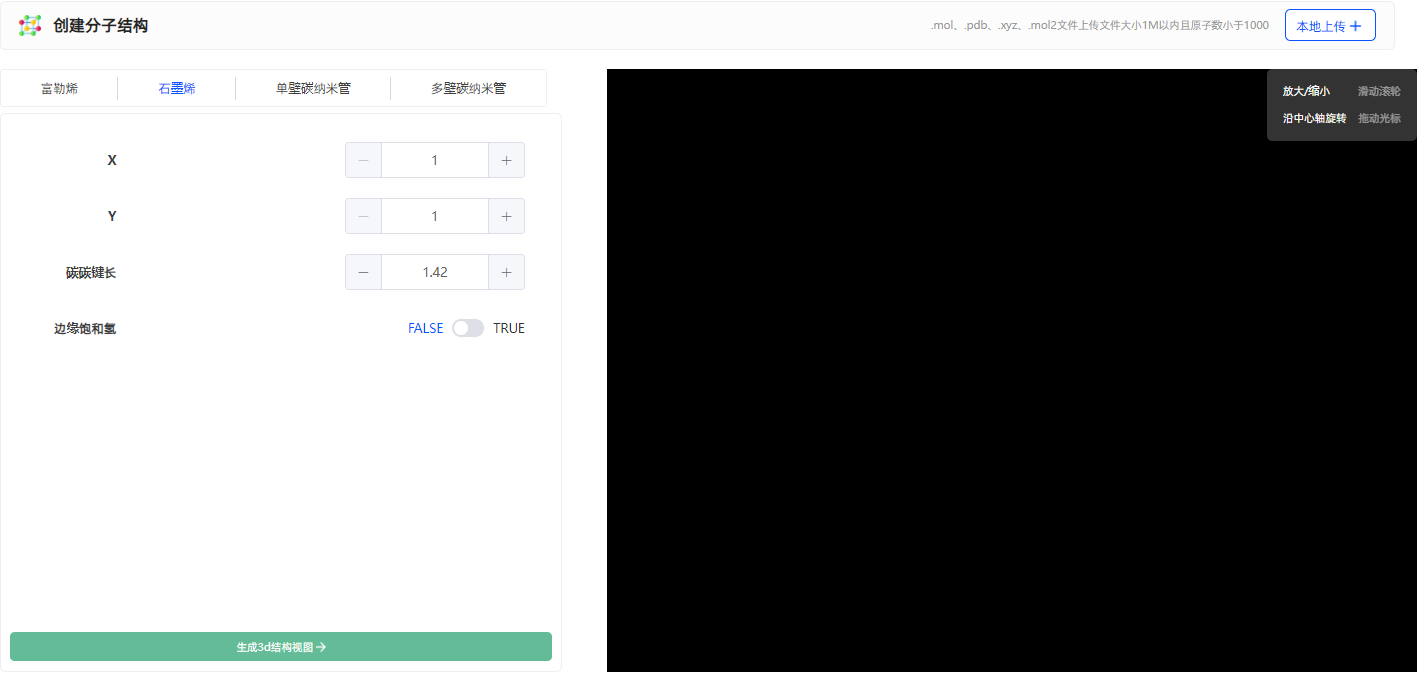 创建分子结构
.mol、.pdb、.xyz、.mol2文件上传文件大小1M以内且原子数小于1000
本地上传 +
富勒烯 石墨烯 单壁碳纳米管 多壁碳纳米管
放大/缩小 滑动滚轮
沿中心轴旋转 拖动光标
X − 1 +
Y − 1 +
碳碳键长 − 1.42 +
边缘饱和氢 FALSE TRUE
生成3d结构视图→